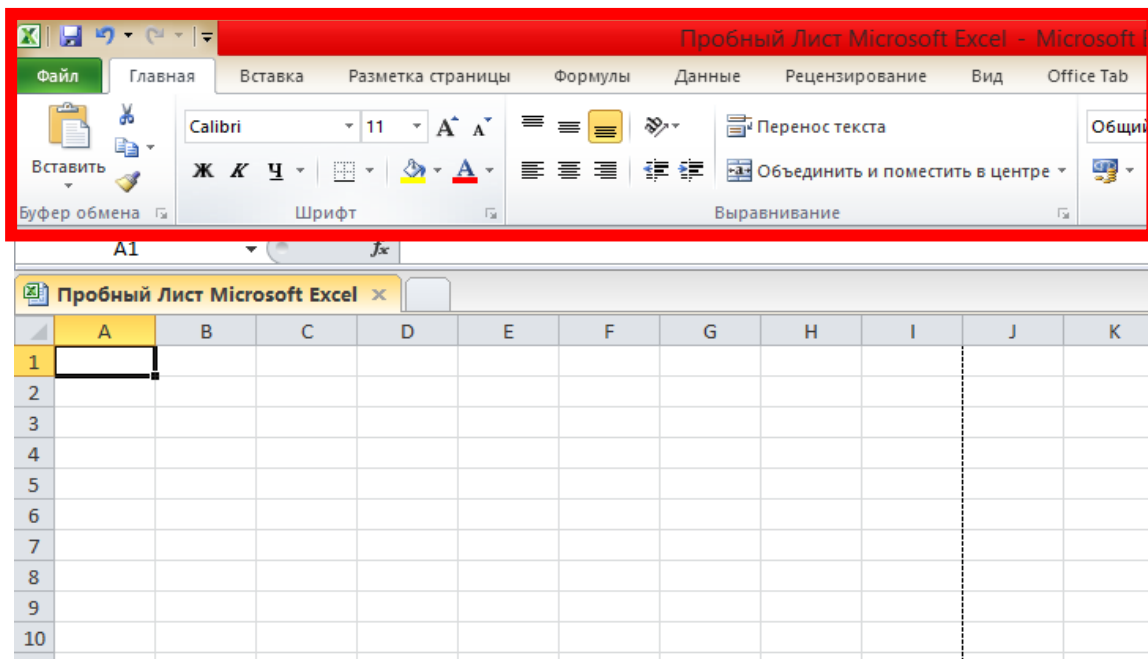 Пробный Лист Microsoft Excel - Microsoft
Файл Главная Вставка Разметка страницы Формулы Данные Рецензирование Вид Office Tab
Calibri 11 Перенос текста Общий
Вставить Ж К Ч Объединить и поместить в центре
Буфер обмена Шрифт Выравнивание
A1 fx
Пробный Лист Microsoft Excel
A B C D E F G H I J K
1
2
3
4
5
6
7
8
9
10